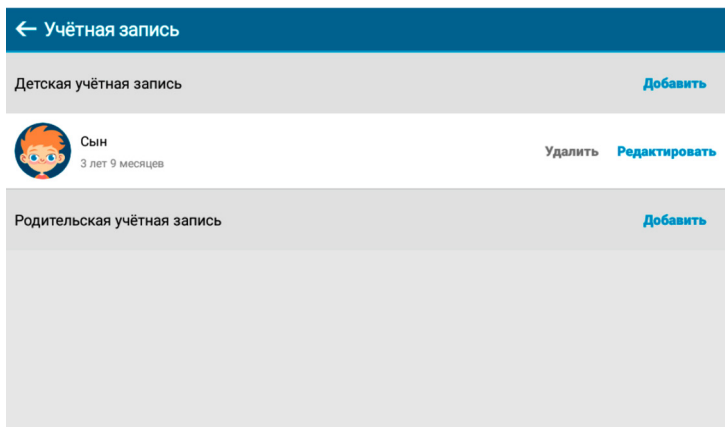 Учётная запись
Детская учётная запись Добавить
Сын
3 лет 9 месяцев
Удалить Редактировать
Родительская учётная запись Добавить